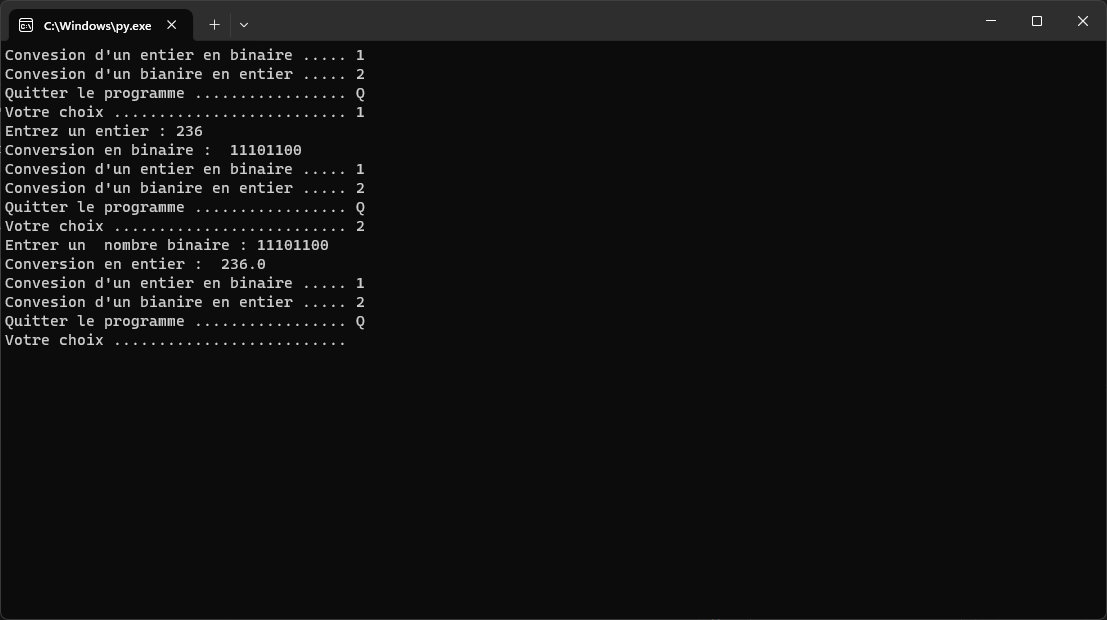 C:\Windows\py.exe
Convesion d'un entier en binaire ..... 1
Convesion d'un bianire en entier ..... 2
Quitter le programme ................. Q
Votre choix .......................... 1
Entrez un entier : 236
Conversion en binaire :  11101100
Convesion d'un entier en binaire ..... 1
Convesion d'un bianire en entier ..... 2
Quitter le programme ................. Q
Votre choix .......................... 2
Entrer un  nombre binaire : 11101100
Conversion en entier :  236.0
Convesion d'un entier en binaire ..... 1
Convesion d'un bianire en entier ..... 2
Quitter le programme ................. Q
Votre choix ..........................